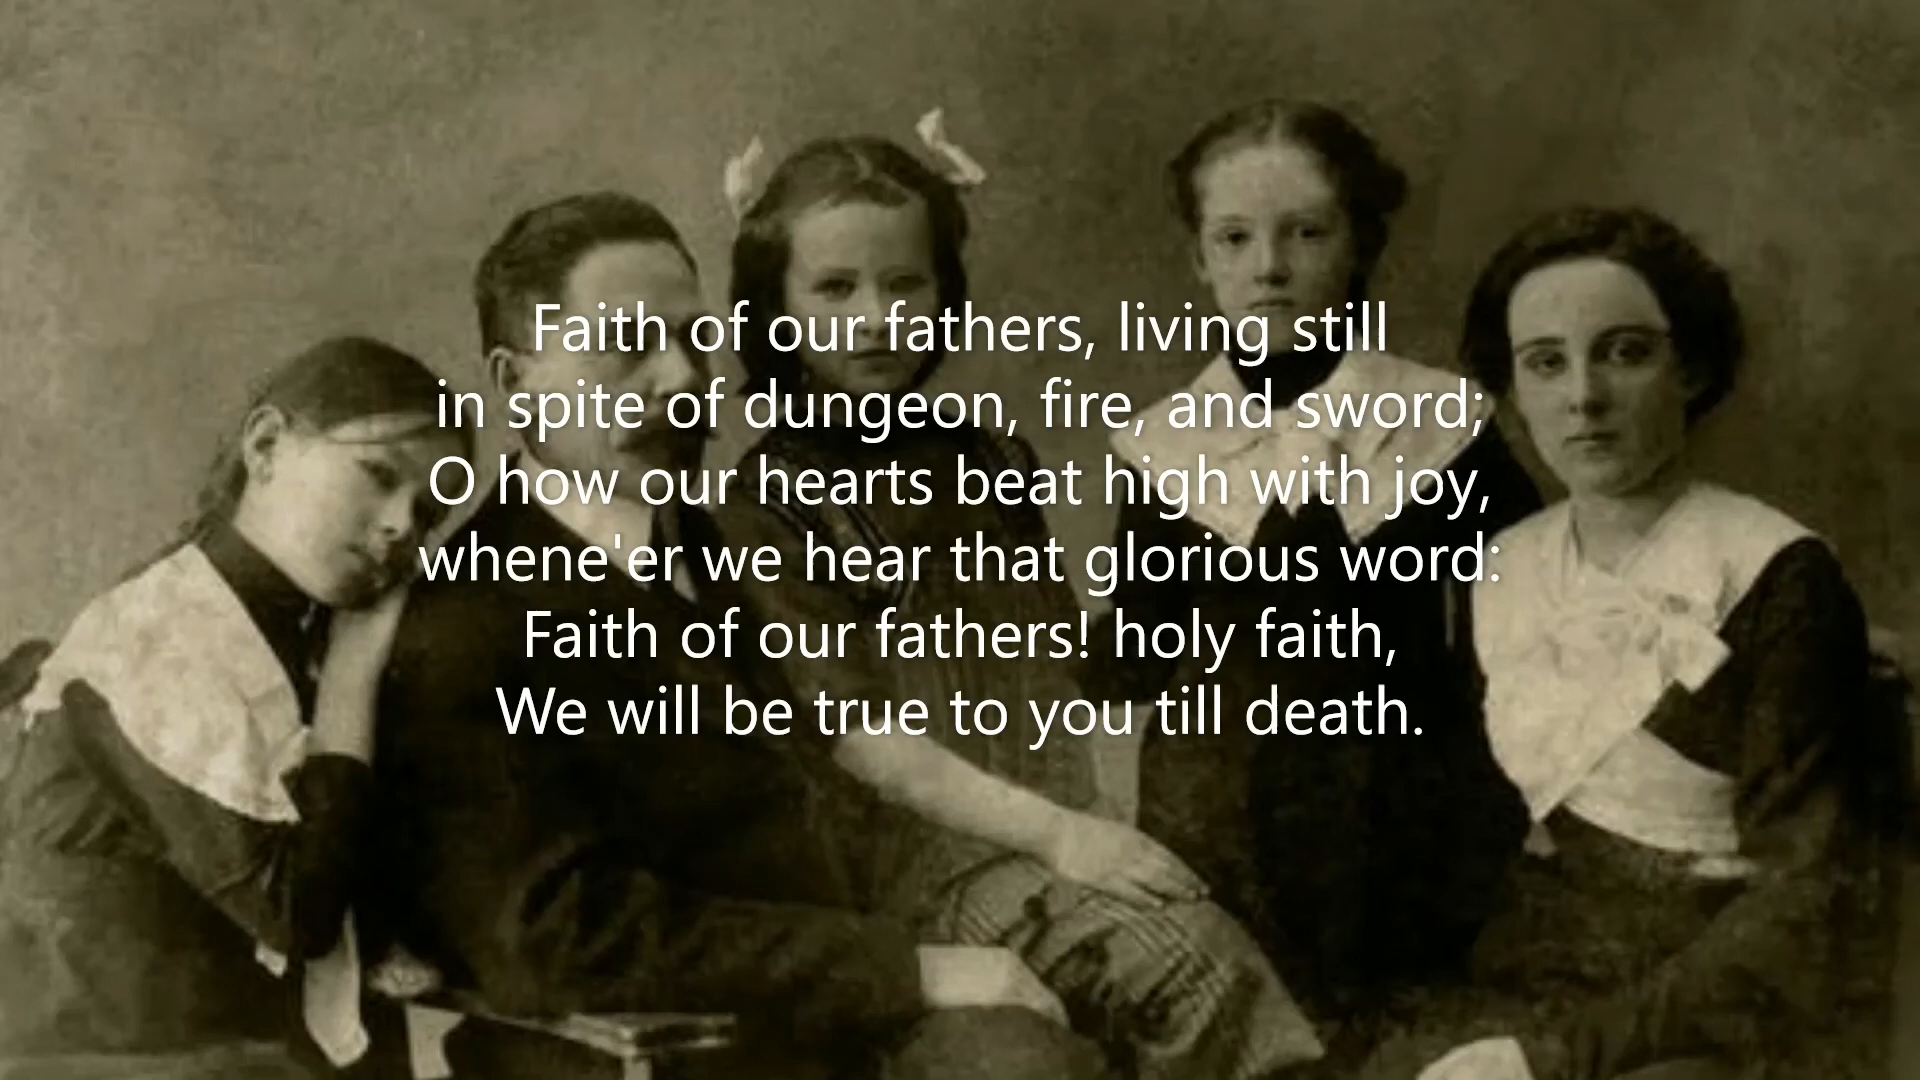 Faith of our fathers, living still
in spite of dungeon, fire, and sword;
O how our hearts beat high with joy,
whene'er we hear that glorious word:
Faith of our fathers! holy faith,
We will be true to you till death.